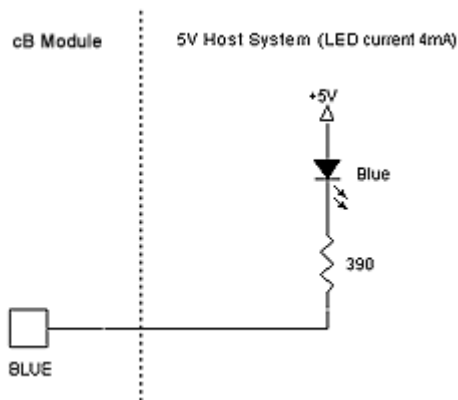 cB Module
5V Host System (LED current 4mA)
+5V
Blue
390
BLUE